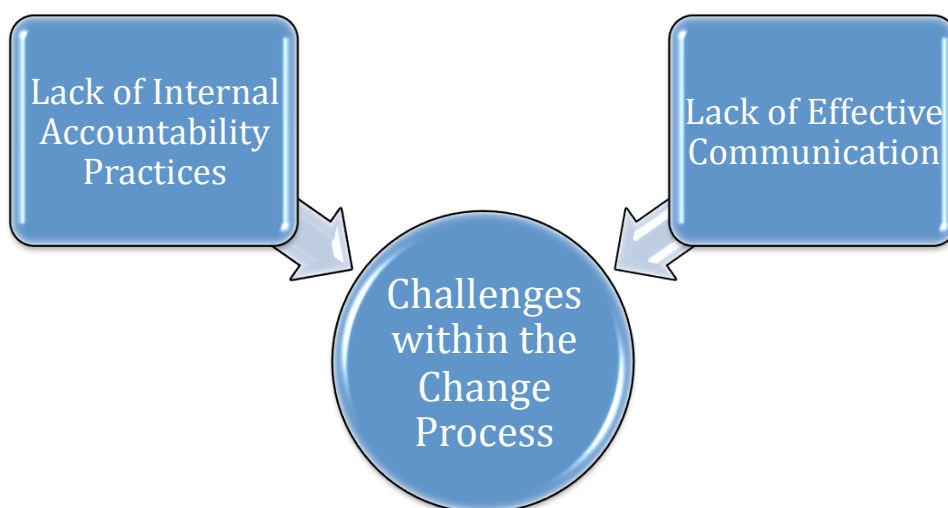 Lack of Internal
Accountability
Practices
Lack of Effective
Communication
Challenges
within the
Change
Process